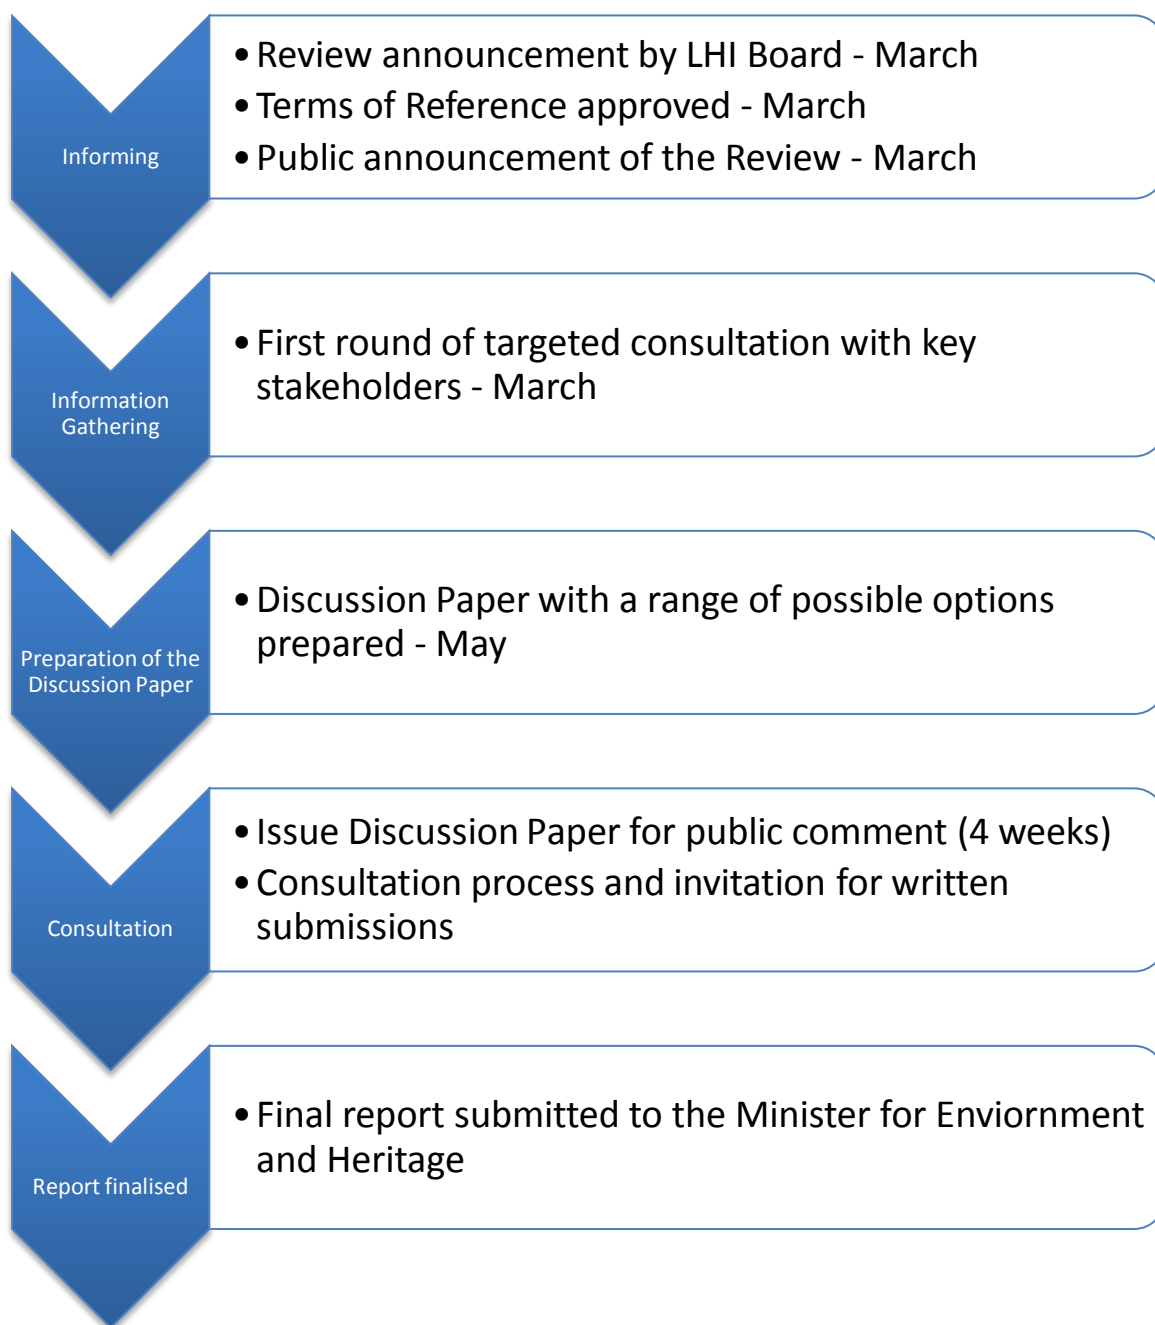 Informing
• Review announcement by LHI Board - March
• Terms of Reference approved - March
• Public announcement of the Review - March
Information
Gathering
• First round of targeted consultation with key
stakeholders - March
Preparation of the
Discussion Paper
• Discussion Paper with a range of possible options
prepared - May
Consultation
• Issue Discussion Paper for public comment (4 weeks)
• Consultation process and invitation for written
submissions
Report finalised
• Final report submitted to the Minister for Enviornment
and Heritage